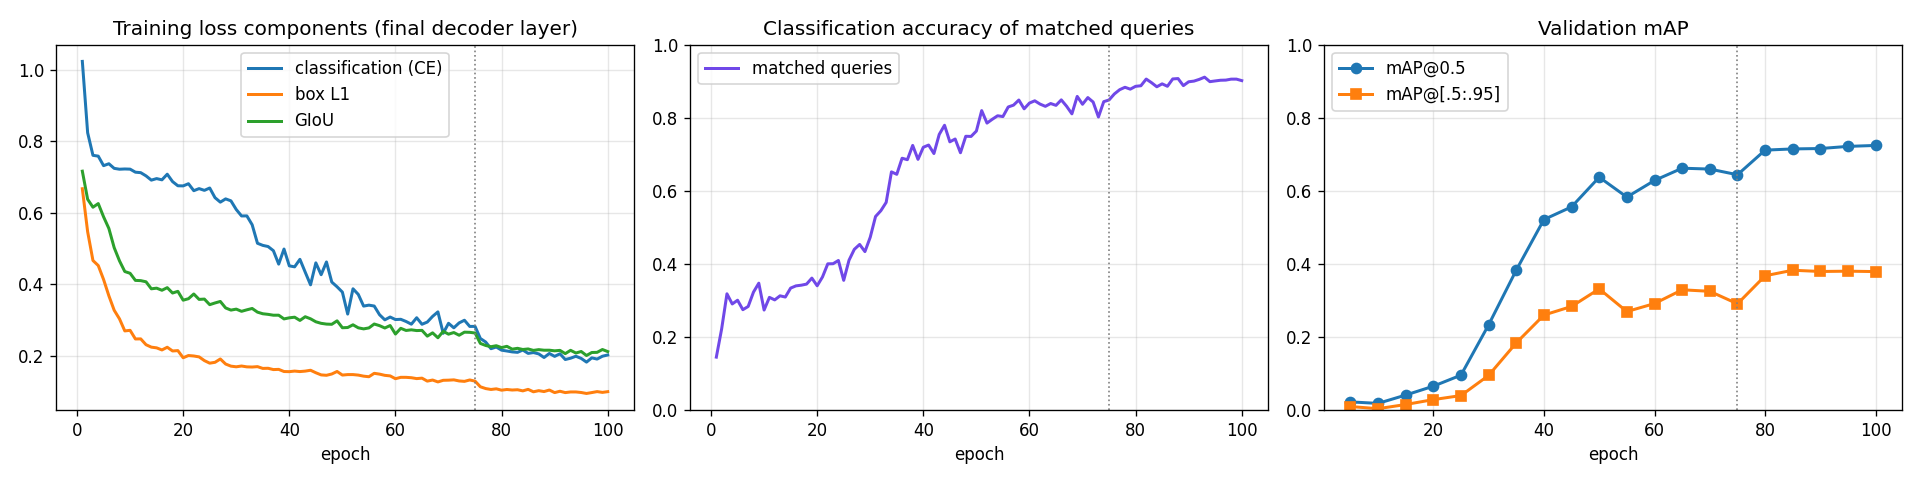 Training loss components (final decoder layer)
classification (CE)
box L1
GIoU
1.0
0.8
0.6
0.4
0.2
0 20 40 60 80 100
epoch
Classification accuracy of matched queries
matched queries
1.0
0.8
0.6
0.4
0.2
0.0
0 20 40 60 80 100
epoch
Validation mAP
mAP@0.5
mAP@[.5:.95]
1.0
0.8
0.6
0.4
0.2
0.0
20 40 60 80 100
epoch